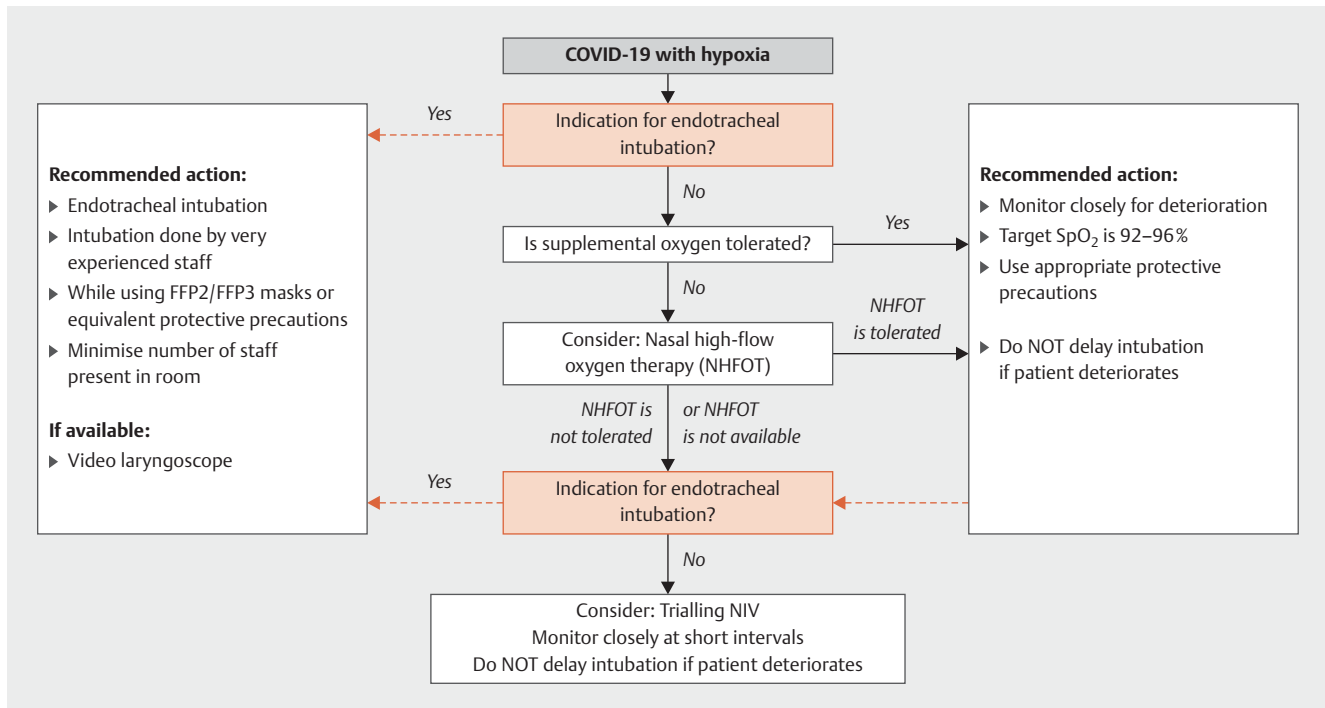 COVID-19 with hypoxia
Indication for endotracheal
intubation?
Yes
No
Recommended action:
▶ Endotracheal intubation
▶ Intubation done by very
experienced staff
▶ While using FFP2/FFP3 masks or
equivalent protective precautions
▶ Minimise number of staff
present in room
If available:
▶ Video laryngoscope
Is supplemental oxygen tolerated?
Yes
No
Recommended action:
▶ Monitor closely for deterioration
▶ Target SpO₂ is 92–96%
▶ Use appropriate protective
precautions
▶ Do NOT delay intubation
if patient deteriorates
Consider: Nasal high-flow
oxygen therapy (NHFOT)
NHFOT
is tolerated
NHFOT is
not tolerated
or NHFOT
is not available
Indication for endotracheal
intubation?
Yes
No
Consider: Trialling NIV
Monitor closely at short intervals
Do NOT delay intubation if patient deteriorates